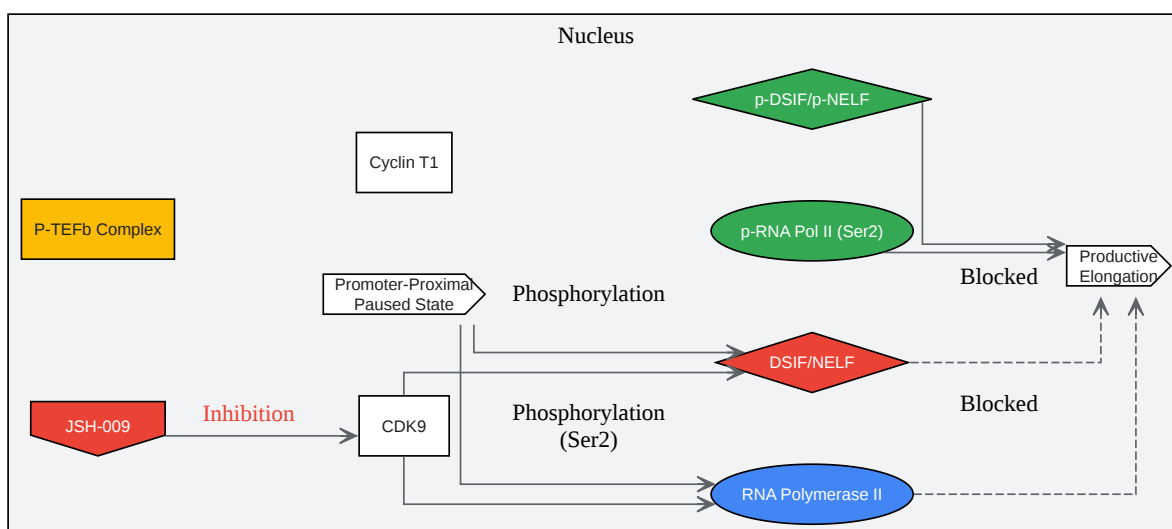 Nucleus
p-DSIF/p-NELF
Cyclin T1
P-TEFb Complex
p-RNA Pol II (Ser2)
Productive
Elongation
Blocked
Promoter-Proximal
Paused State
Phosphorylation
DSIF/NELF
Blocked
JSH-009
Inhibition
CDK9
Phosphorylation
(Ser2)
RNA Polymerase II